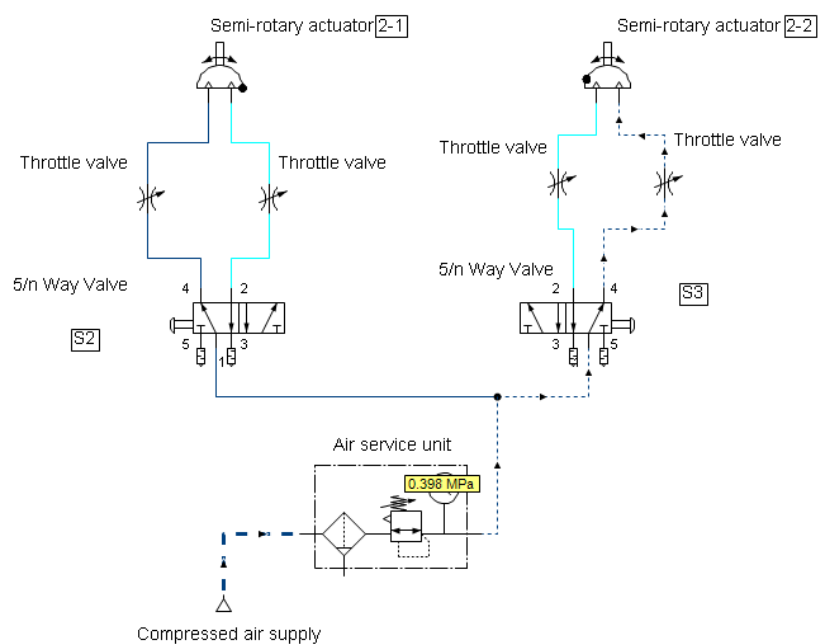 Semi-rotary actuator 2-1
Semi-rotary actuator 2-2
Throttle valve
Throttle valve
Throttle valve
Throttle valve
5/n Way Valve
4
2
5/n Way Valve
2
4
S3
S2
5
1
3
3
5
Air service unit
0.398 MPa
Compressed air supply